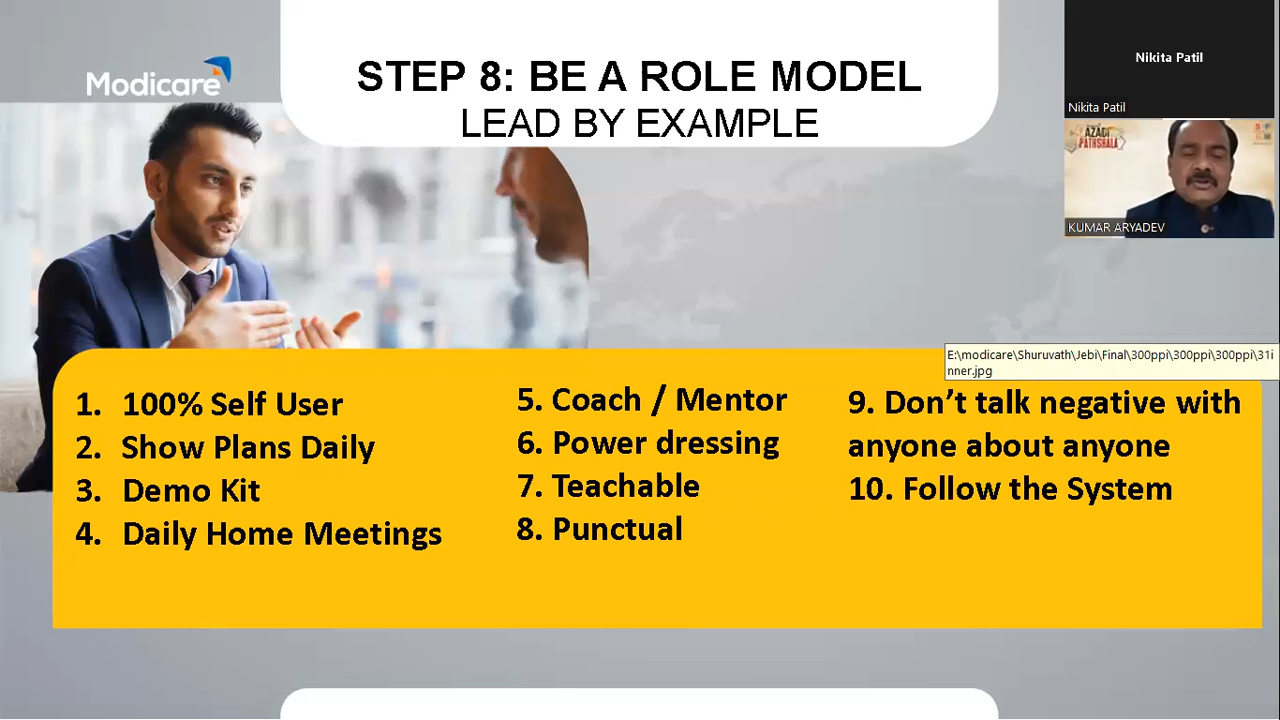 Modicare
STEP 8: BE A ROLE MODEL
LEAD BY EXAMPLE
Nikita Patil
Nikita Patil
AZADI
PATHSHALA
KUMAR ARYADEV
E:\modicare\Shuruvath\Jebi\Final\300ppi\300ppi\300ppi\31i
nner.jpg
1. 100% Self User
2. Show Plans Daily
3. Demo Kit
4. Daily Home Meetings
5. Coach / Mentor
6. Power dressing
7. Teachable
8. Punctual
9. Don’t talk negative with
anyone about anyone
10. Follow the System